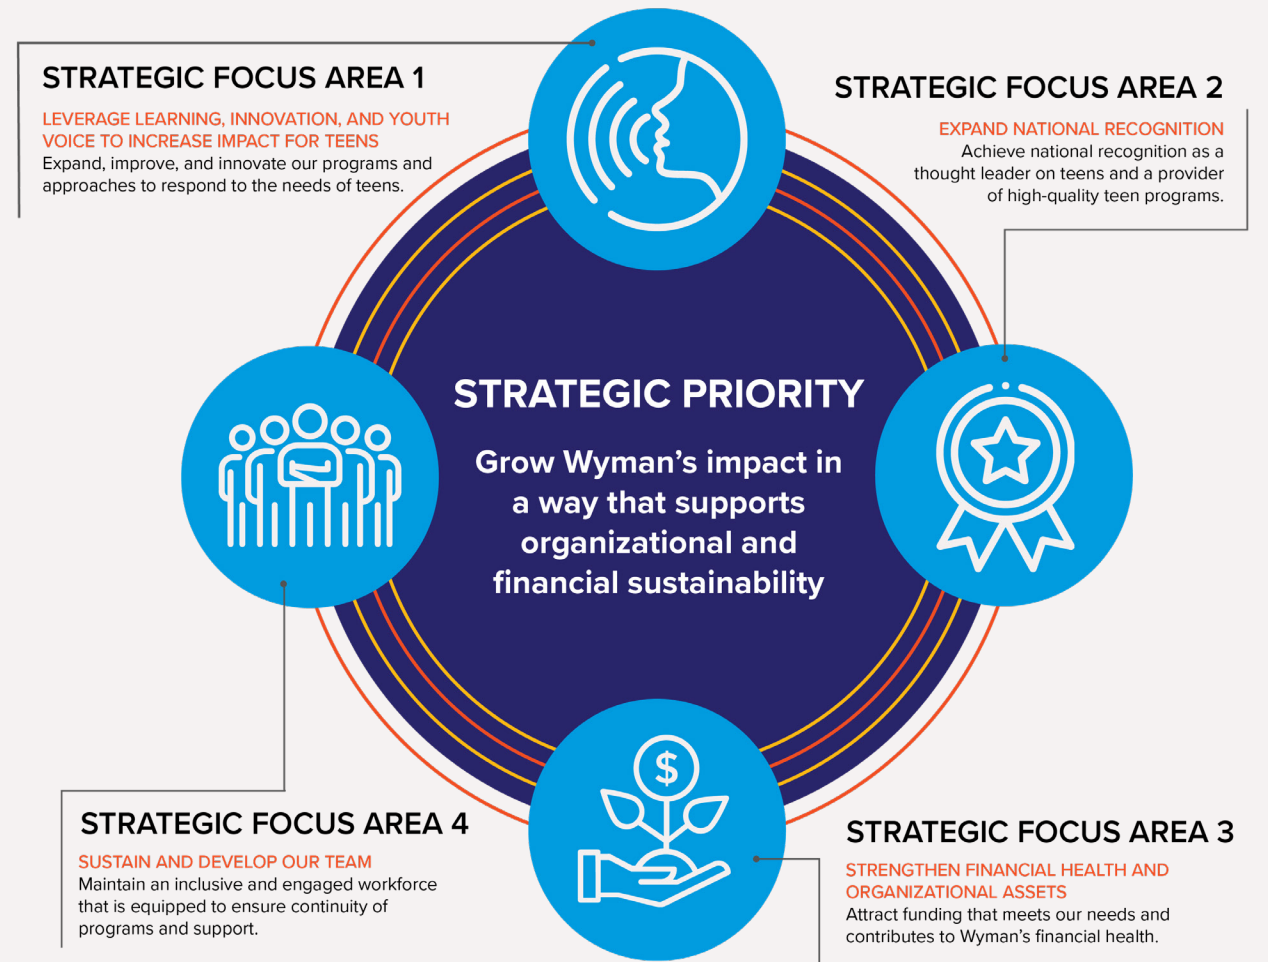 STRATEGIC FOCUS AREA 1
LEVERAGE LEARNING, INNOVATION, AND YOUTH
VOICE TO INCREASE IMPACT FOR TEENS
Expand, improve, and innovate our programs and
approaches to respond to the needs of teens.
STRATEGIC FOCUS AREA 2
EXPAND NATIONAL RECOGNITION
Achieve national recognition as a
thought leader on teens and a provider
of high-quality teen programs.
STRATEGIC PRIORITY
Grow Wyman’s impact in
a way that supports
organizational and
financial sustainability
$
STRATEGIC FOCUS AREA 4
SUSTAIN AND DEVELOP OUR TEAM
Maintain an inclusive and engaged workforce
that is equipped to ensure continuity of
programs and support.
STRATEGIC FOCUS AREA 3
STRENGTHEN FINANCIAL HEALTH AND
ORGANIZATIONAL ASSETS
Attract funding that meets our needs and
contributes to Wyman’s financial health.